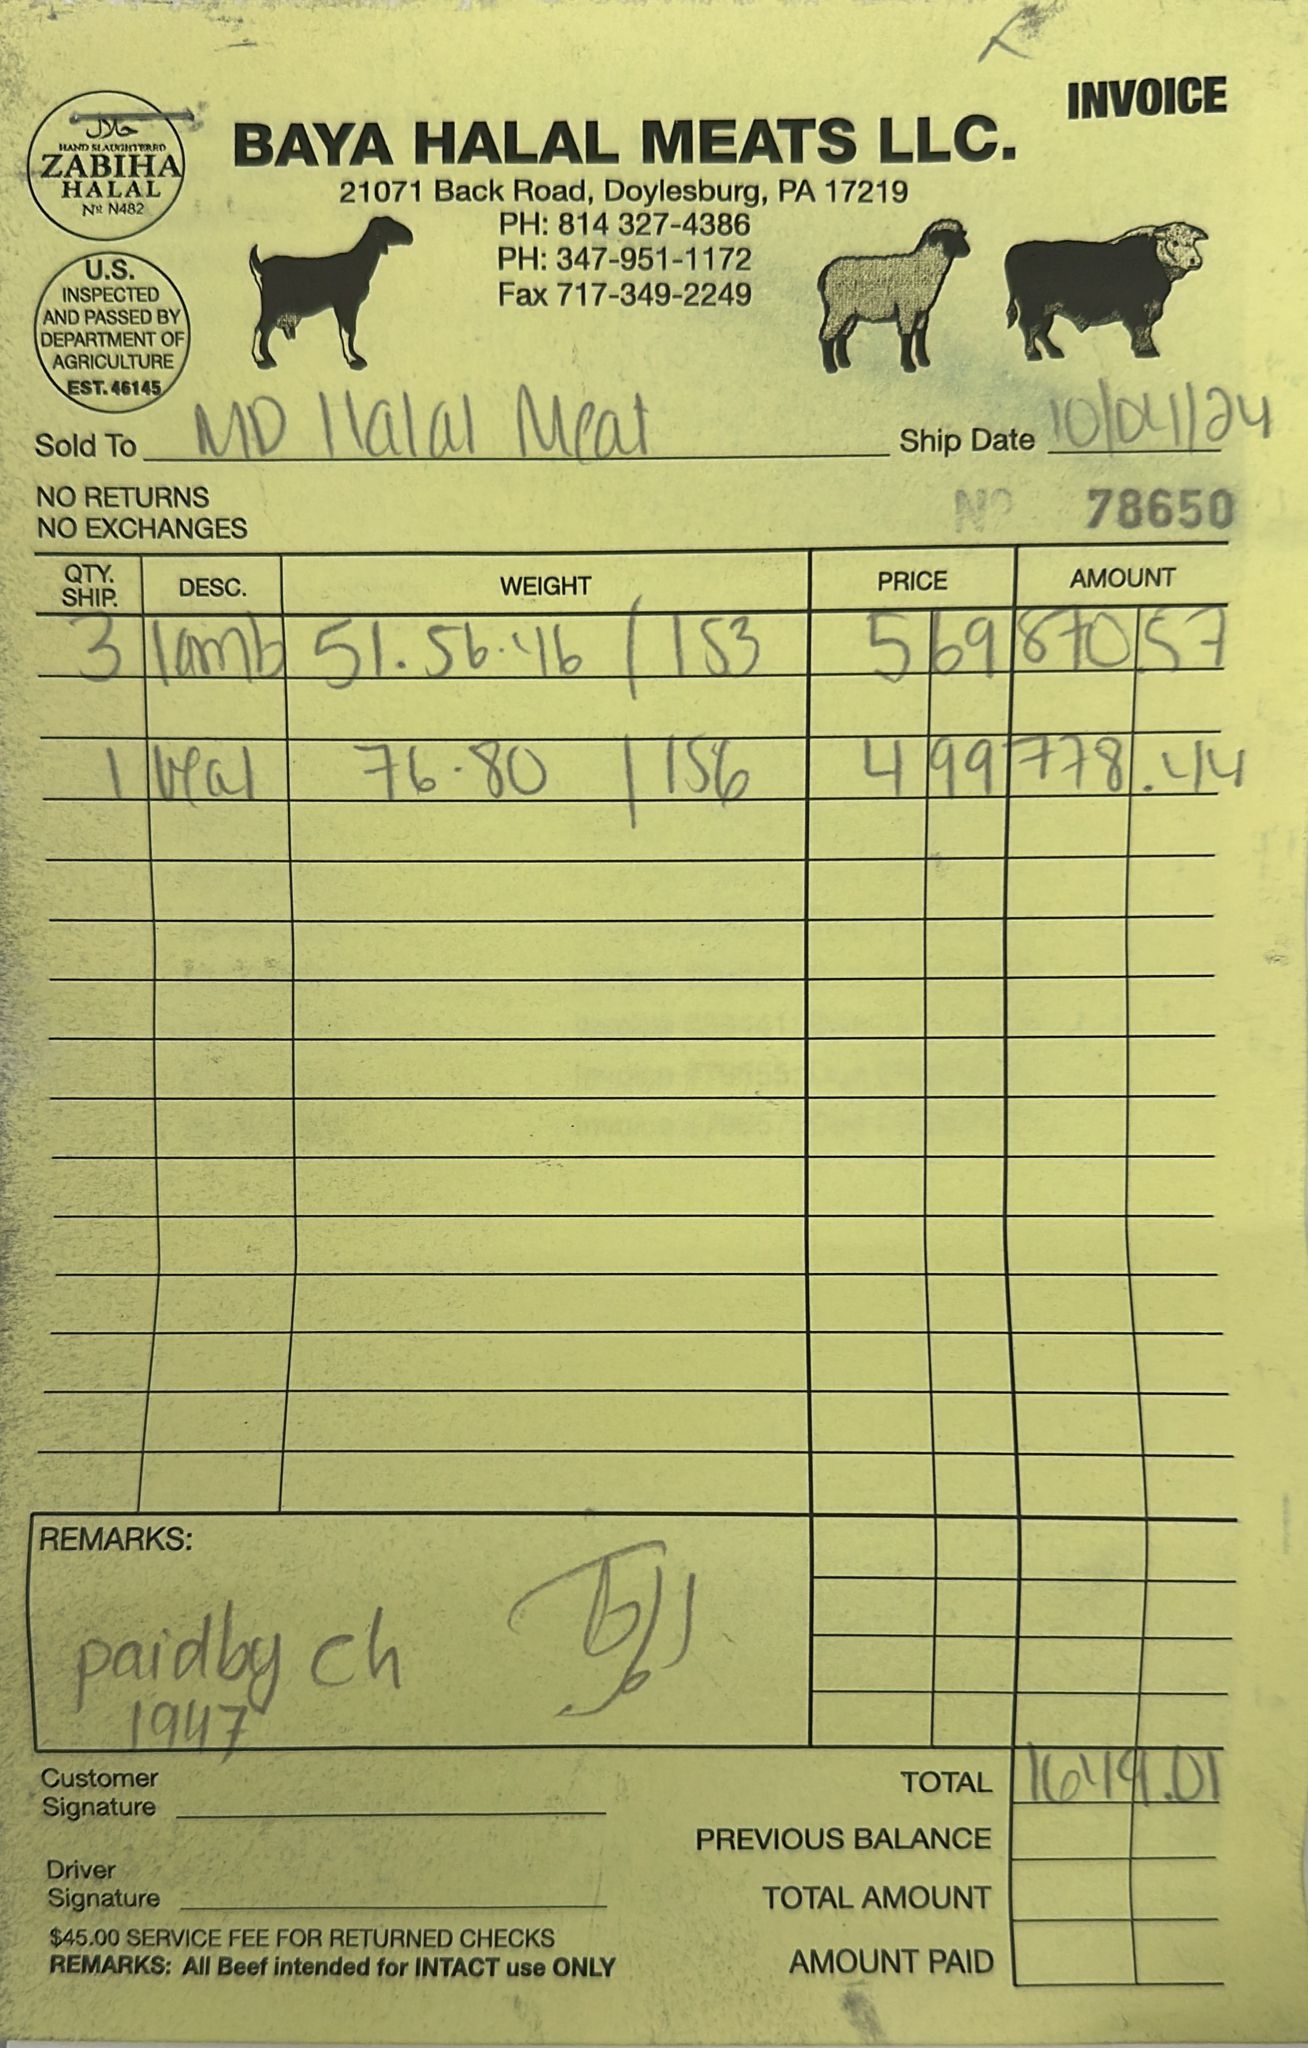 INVOICE
حلال
HAND SLAUGHTERED
ZABIHA
HALAL
Nº N482
BAYA HALAL MEATS LLC.
21071 Back Road, Doylesburg, PA 17219
PH: 814 327-4386
PH: 347-951-1172
Fax 717-349-2249
U.S.
INSPECTED
AND PASSED BY
DEPARTMENT OF
AGRICULTURE
EST. 46145
Sold To MD Halal Meat Ship Date 10/04/24
NO RETURNS
NO EXCHANGES
Nº 78650
QTY. SHIP. DESC. WEIGHT PRICE AMOUNT
3 lamb 51.56.46 / 153 5 69 870 57
1 veal 76.80 / 156 4 99 778 .44
REMARKS:
paid by ch
1947
Customer
Signature
TOTAL 1649.01
PREVIOUS BALANCE
Driver
Signature
TOTAL AMOUNT
$45.00 SERVICE FEE FOR RETURNED CHECKS
REMARKS: All Beef intended for INTACT use ONLY
AMOUNT PAID